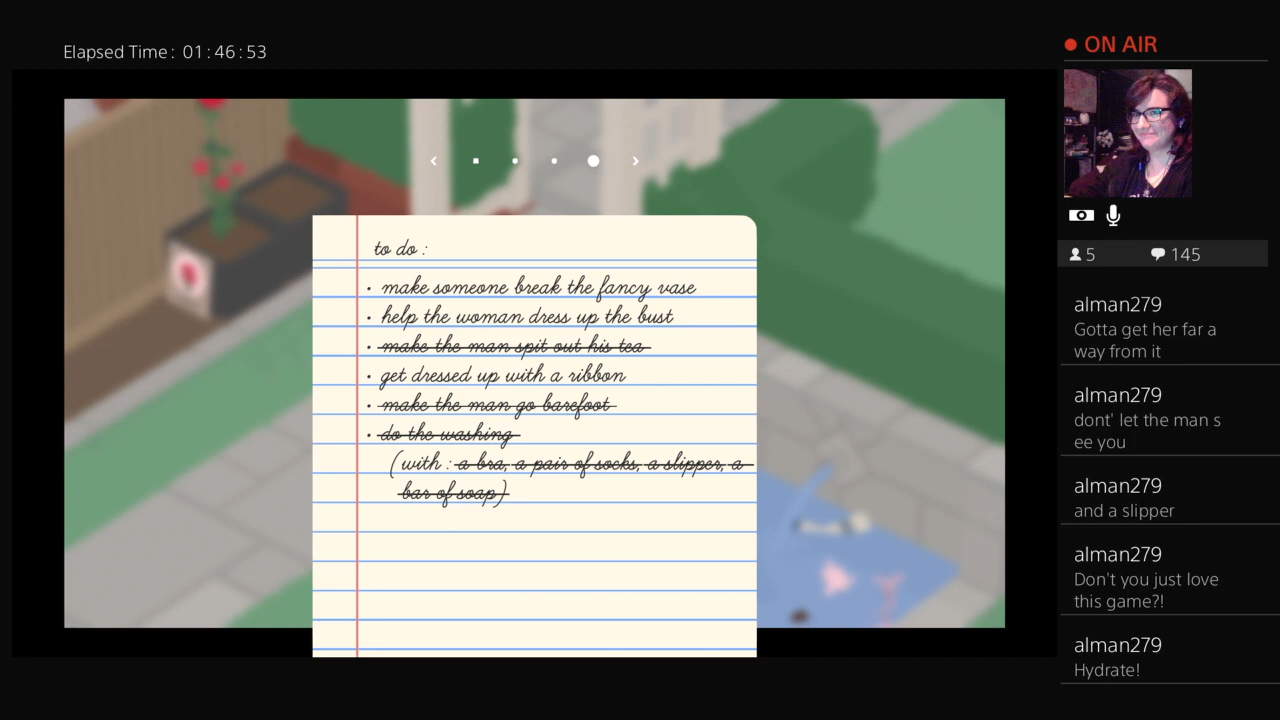 Elapsed Time: 01:46:53
ON AIR
to do :
• make someone break the fancy vase
• help the woman dress up the bust
• make the man spit out his tea
• get dressed up with a ribbon
• make the man go barefoot
• do the washing
(with : a bra, a pair of socks, a slipper, a
bar of soap)
5 145
alman279
Gotta get her far a
way from it
alman279
dont' let the man s
ee you
alman279
and a slipper
alman279
Don't you just love
this game?!
alman279
Hydrate!